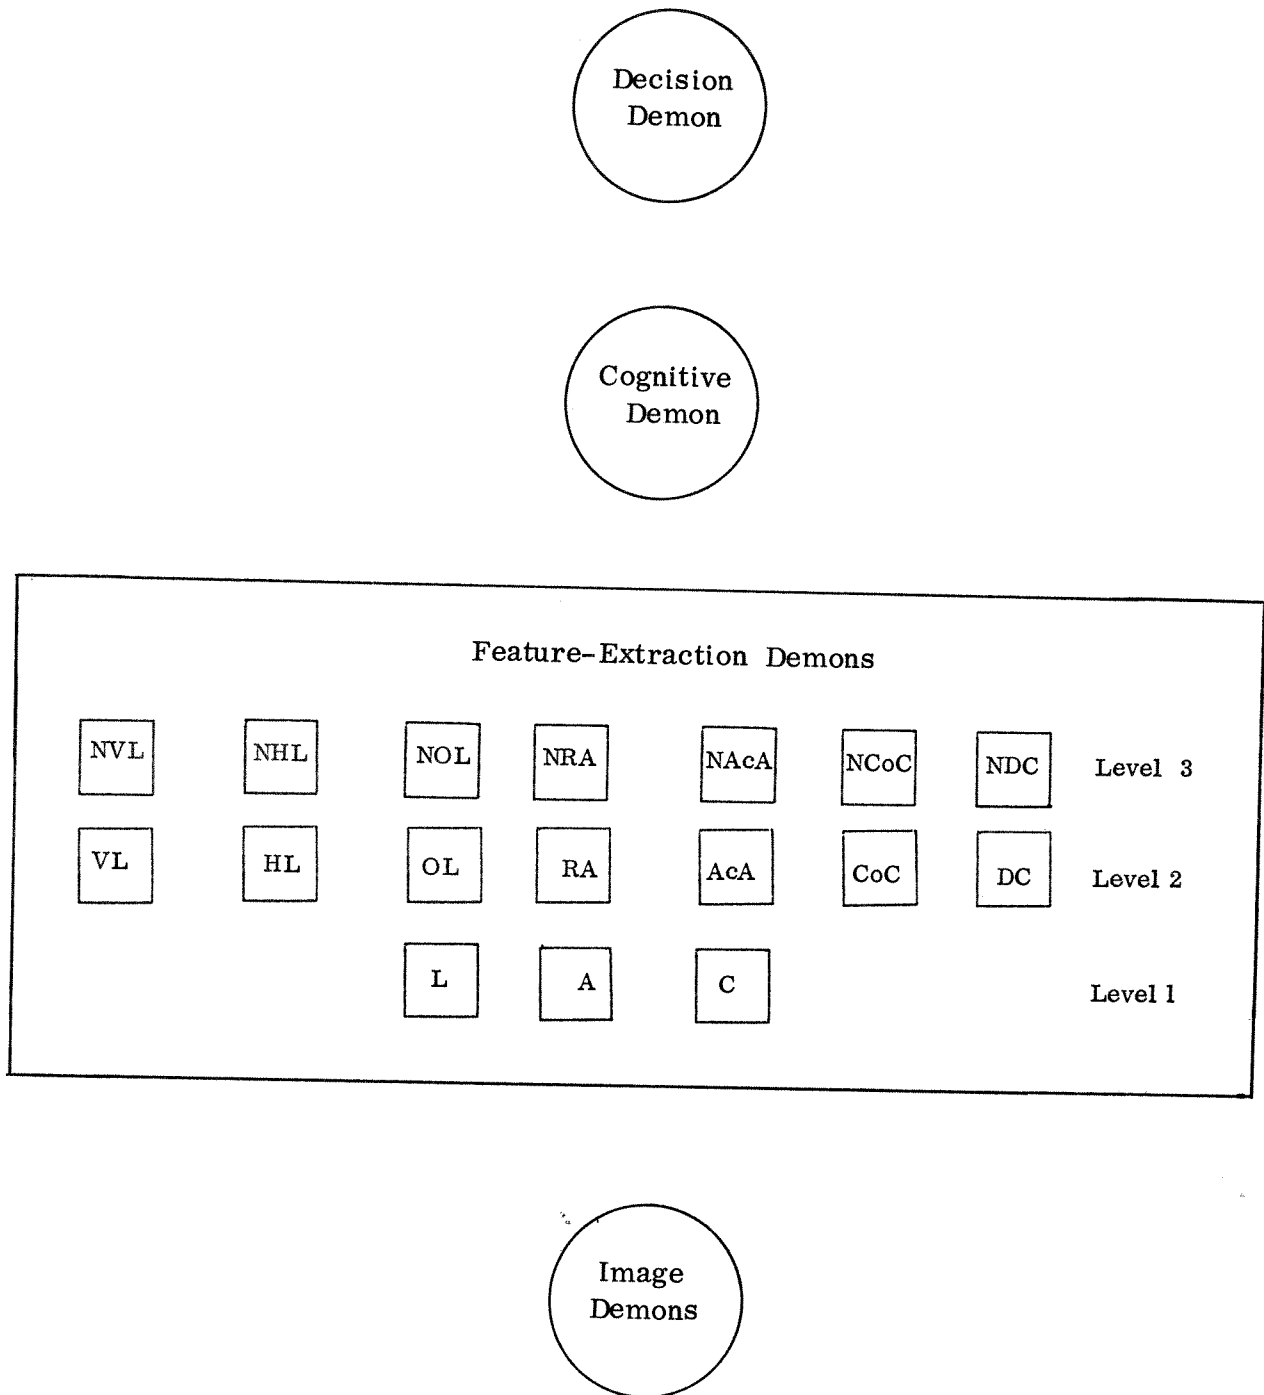 Decision
Demon
Cognitive
Demon
Feature-Extraction Demons
NVL NHL NOL NRA NAcA NCoC NDC Level 3
VL HL OL RA AcA CoC DC Level 2
L A C Level 1
Image
Demons